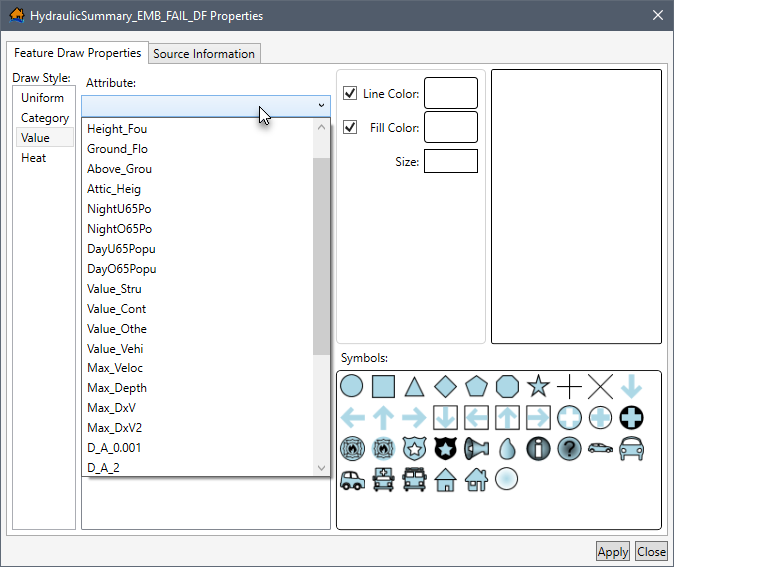 HydraulicSummary_EMB_FAIL_DF Properties
Feature Draw Properties
Source Information
Draw Style:
Uniform
Category
Value
Heat
Attribute:
Height_Fou
Ground_Flo
Above_Grou
Attic_Heig
NightU65Po
NightO65Po
DayU65Popu
DayO65Popu
Value_Stru
Value_Cont
Value_Othe
Value_Vehi
Max_Veloc
Max_Depth
Max_DxV
Max_DxV2
D_A_0.001
D_A_2
Line Color:
Fill Color:
Size:
Symbols:
Apply
Close